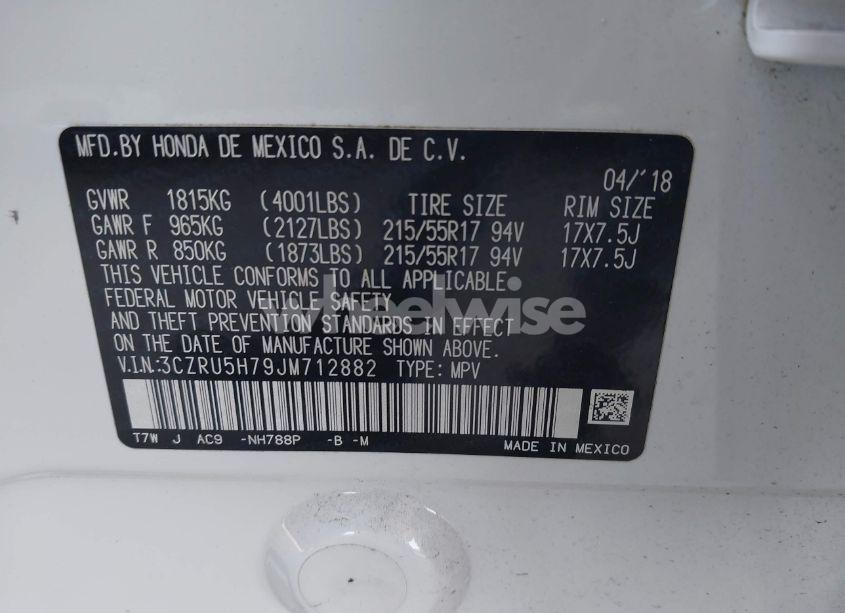 MFD.BY HONDA DE MEXICO S.A. DE C.V.
04/'18
GVWR 1815KG (4001LBS) TIRE SIZE RIM SIZE
GAWR F 965KG (2127LBS) 215/55R17 94V 17X7.5J
GAWR R 850KG (1873LBS) 215/55R17 94V 17X7.5J
THIS VEHICLE CONFORMS TO ALL APPLICABLE
FEDERAL MOTOR VEHICLE SAFETY
AND THEFT PREVENTION STANDARDS IN EFFECT
ON THE DATE OF MANUFACTURE SHOWN ABOVE.
V.I.N:3CZRU5H79JM712882 TYPE: MPV
T7W J AC9 -NH788P -B -M
MADE IN MEXICO
wheelwise